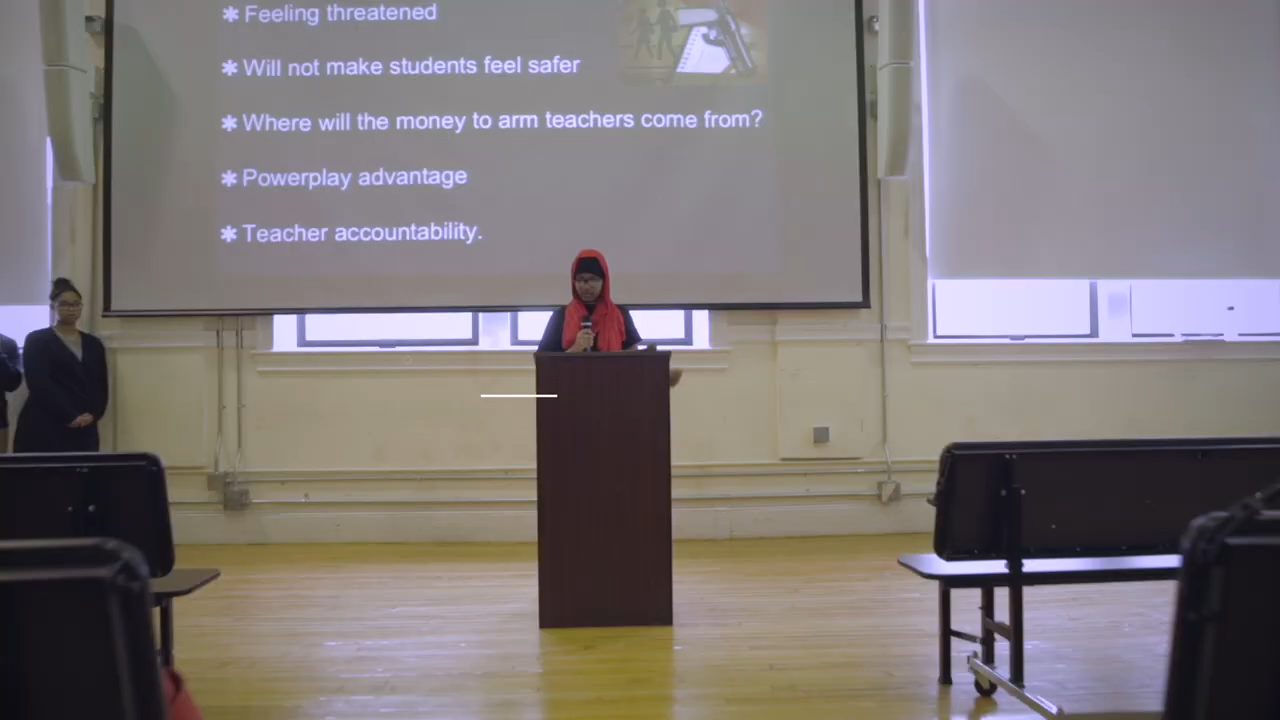 * Feeling threatened
* Will not make students feel safer
* Where will the money to arm teachers come from?
* Powerplay advantage
* Teacher accountability.